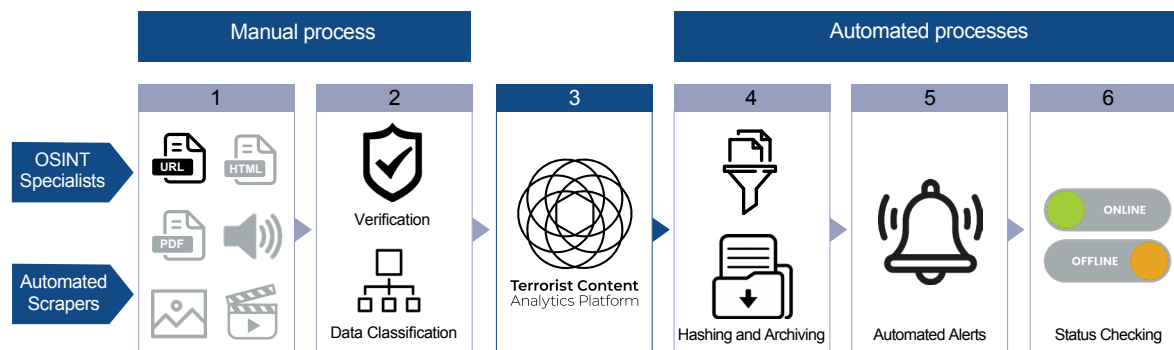 Manual process
Automated processes
1
2
3
4
5
6
OSINT
Specialists
Automated
Scrapers
URL
HTML
PDF
Verification
Data Classification
Terrorist Content
Analytics Platform
Hashing and Archiving
Automated Alerts
ONLINE
OFFLINE
Status Checking